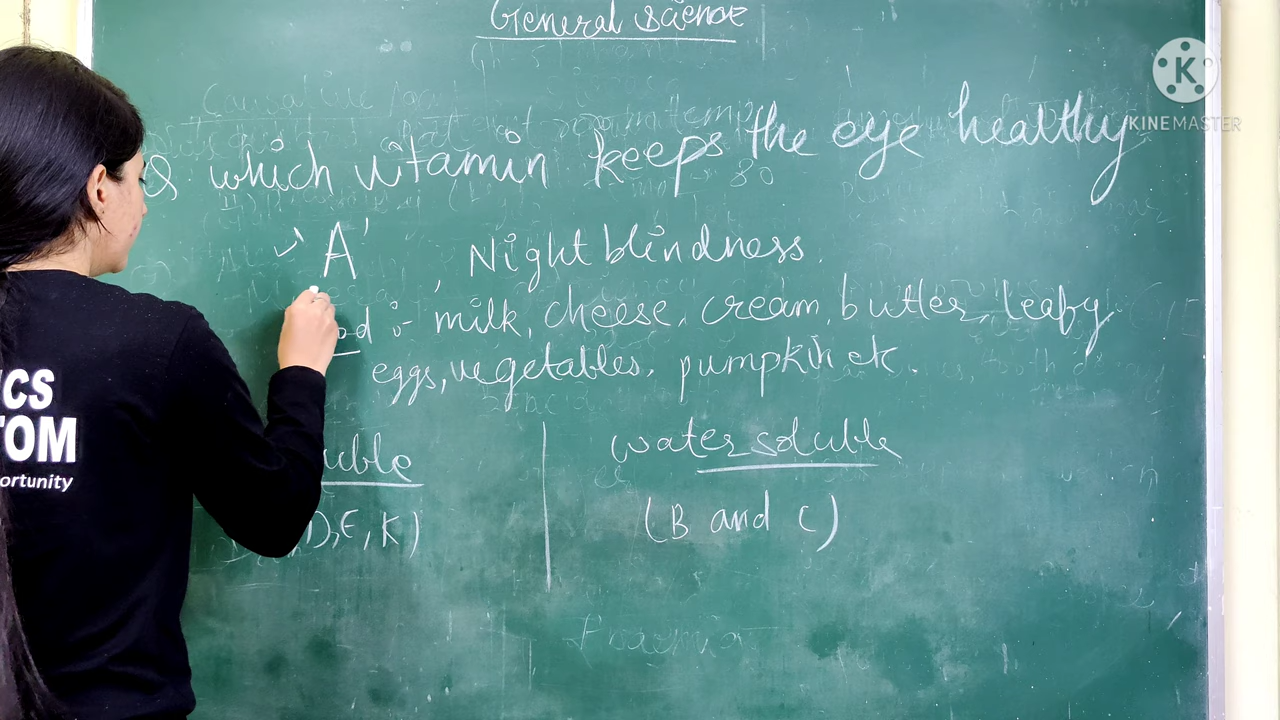 General Science
Q which vitamin keeps the eye healthy
A' , Night blindness.
milk, cheese, cream, butter, leafy
eggs, vegetables, pumpkin etc.
uble
water soluble
D, E, K)
(B and C)
ICS
TOM
ortunity
K
KINEMASTER